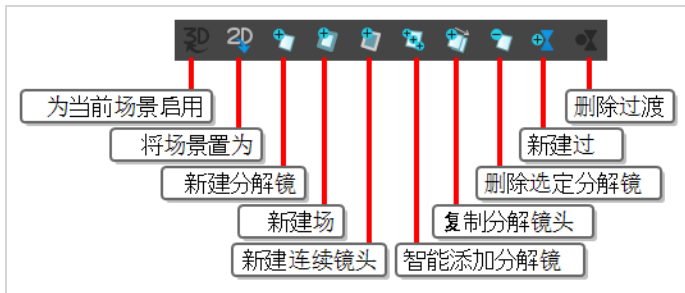 3D
2D
为当前场景启用
删除过渡
将场景置为
新建过
新建分解镜
删除选定分解镜
新建场
复制分解镜头
新建连续镜头
智能添加分解镜